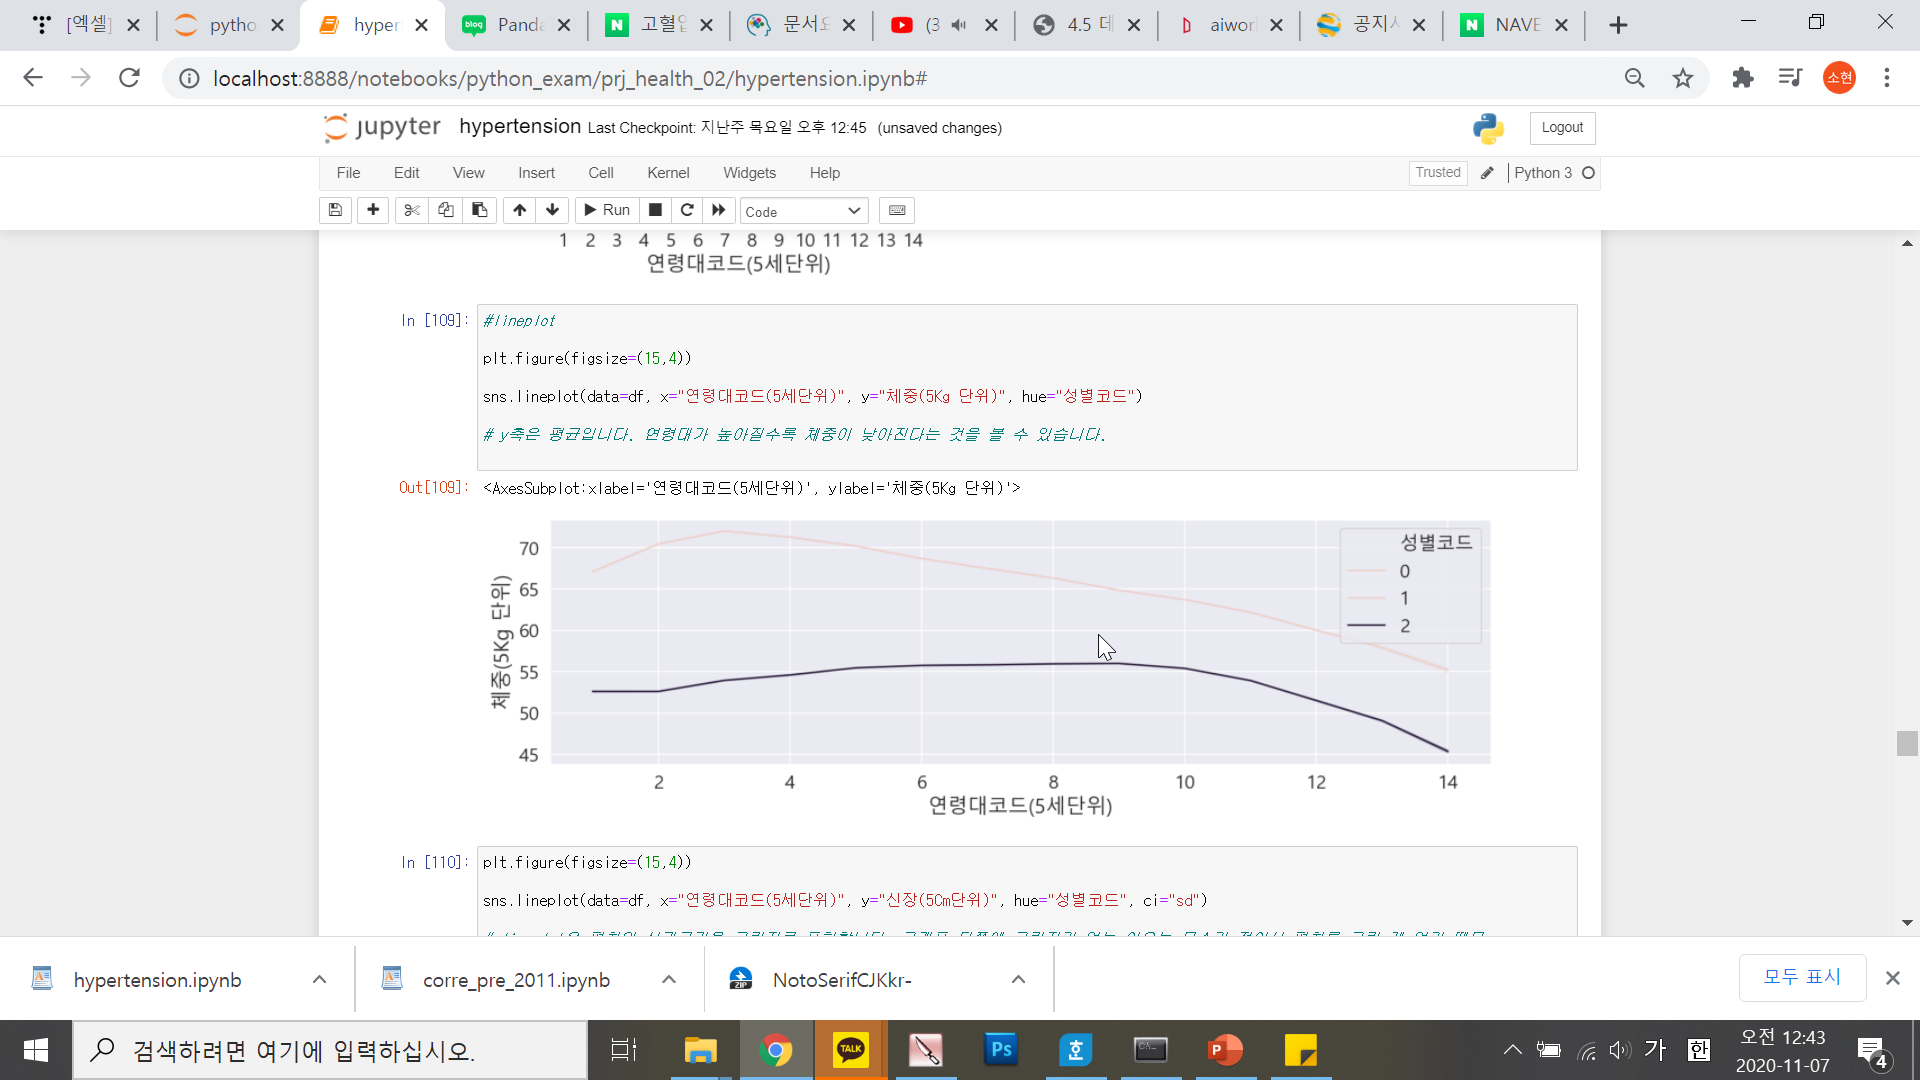 [엑셀]
pytho
hyper
blog Panda
N 고혈압
문서요
(3
4.5 데
aiwor
공지사
N NAVE
localhost:8888/notebooks/python_exam/prj_health_02/hypertension.ipynb#
소현
jupyter hypertension Last Checkpoint: 지난주 목요일 오후 12:45 (unsaved changes)
Logout
File Edit View Insert Cell Kernel Widgets Help
Trusted Python 3
Run Code
1 2 3 4 5 6 7 8 9 10 11 12 13 14
연령대코드(5세단위)
In [109]: #lineplot
plt.figure(figsize=(15,4))
sns.lineplot(data=df, x="연령대코드(5세단위)", y="체중(5Kg 단위)", hue="성별코드")
# y축은 평균입니다. 연령대가 높아질수록 체중이 낮아진다는 것을 볼 수 있습니다.
Out[109]: <AxesSubplot:xlabel='연령대코드(5세단위)', ylabel='체중(5Kg 단위)'>
체중(5Kg 단위)
70
65
60
55
50
45
성별코드
0
1
2
2 4 6 8 10 12 14
연령대코드(5세단위)
In [110]: plt.figure(figsize=(15,4))
sns.lineplot(data=df, x="연령대코드(5세단위)", y="신장(5Cm단위)", hue="성별코드", ci="sd")
hypertension.ipynb
corre_pre_2011.ipynb
ZIP NotoSerifCJKkr-
모두 표시
검색하려면 여기에 입력하십시오.
TALK
Ps
호
P
가
한
오전 12:43
2020-11-07
4